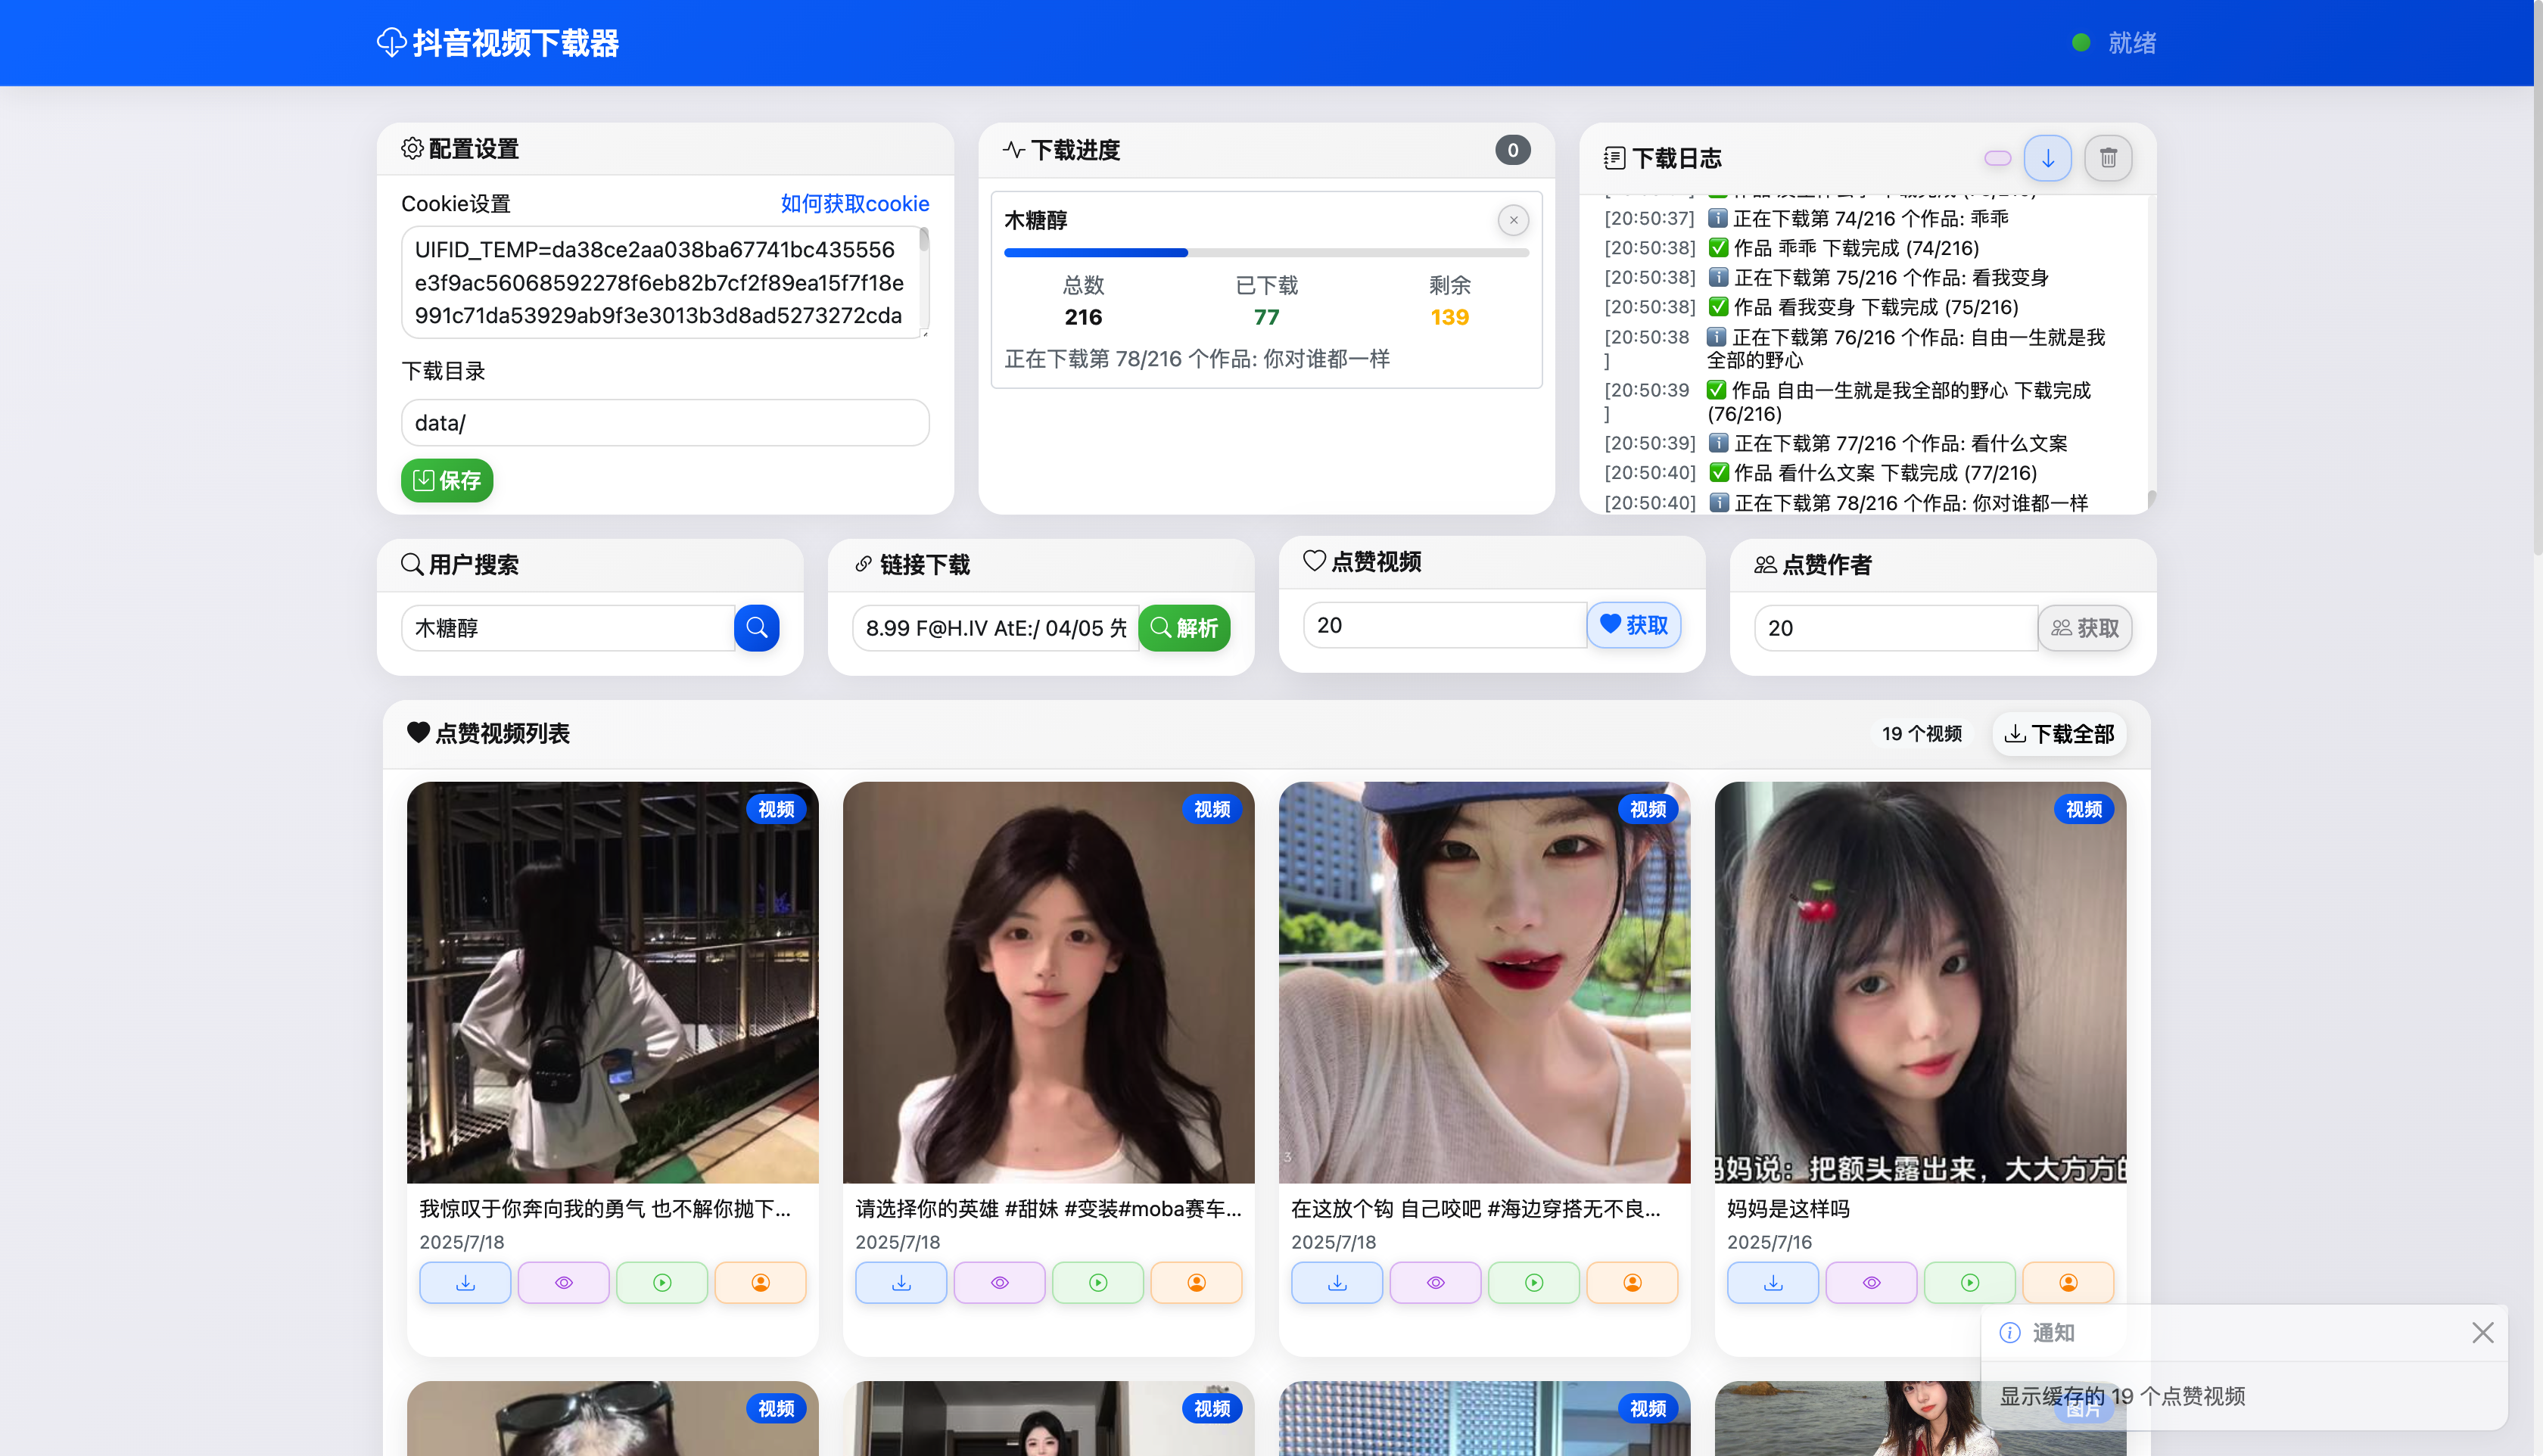 抖音视频下载器
就绪
配置设置
Cookie设置
如何获取cookie
UIFID_TEMP=da38ce2aa038ba67741bc435556
e3f9ac56068592278f6eb82b7cf2f89ea15f7f18e
991c71da53929ab9f3e3013b3d8ad5273272cda
下载目录
data/
保存
下载进度
0
木糖醇
总数
已下载
剩余
216
77
139
正在下载第 78/216 个作品: 你对谁都一样
下载日志
[20:50:37] 正在下载第 74/216 个作品: 乖乖
[20:50:38] 作品 乖乖 下载完成 (74/216)
[20:50:38] 正在下载第 75/216 个作品: 看我变身
[20:50:38] 作品 看我变身 下载完成 (75/216)
[20:50:38] 正在下载第 76/216 个作品: 自由一生就是我
全部的野心
[20:50:39] 作品 自由一生就是我全部的野心 下载完成
(76/216)
[20:50:39] 正在下载第 77/216 个作品: 看什么文案
[20:50:40] 作品 看什么文案 下载完成 (77/216)
[20:50:40] 正在下载第 78/216 个作品: 你对谁都一样
用户搜索
木糖醇
链接下载
8.99 F@H.IV AtE:/ 04/05 先
解析
点赞视频
20
获取
点赞作者
20
获取
点赞视频列表
19 个视频
下载全部
视频
视频
视频
视频
3
妈妈说：把额头露出来，大大方方的
我惊叹于你奔向我的勇气 也不解你抛下...
2025/7/18
请选择你的英雄 #甜妹 #变装#moba赛车...
2025/7/18
在这放个钩 自己咬吧 #海边穿搭无不良...
2025/7/18
妈妈是这样吗
2025/7/16
视频
视频
视频
图片
通知
显示缓存的 19 个点赞视频